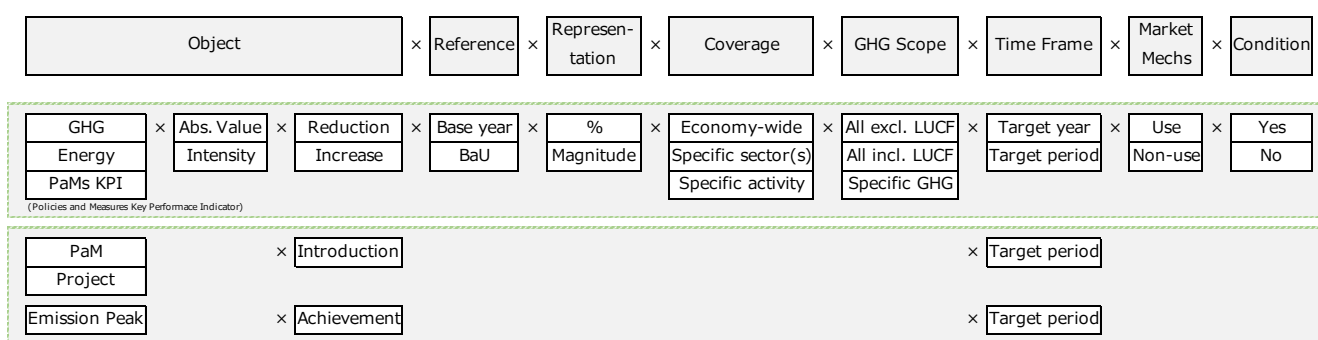 Object × Reference × Represen- tation × Coverage × GHG Scope × Time Frame × Market Mechs × Condition
GHG × Abs. Value × Reduction × Base year × % × Economy-wide × All excl. LUCF × Target year × Use × Yes
Energy Intensity Increase BaU Magnitude Specific sector(s) All incl. LUCF Target period Non-use No
PaMs KPI Specific activity Specific GHG
(Policies and Measures Key Performace Indicator)
PaM × Introduction × Target period
Project
Emission Peak × Achievement × Target period